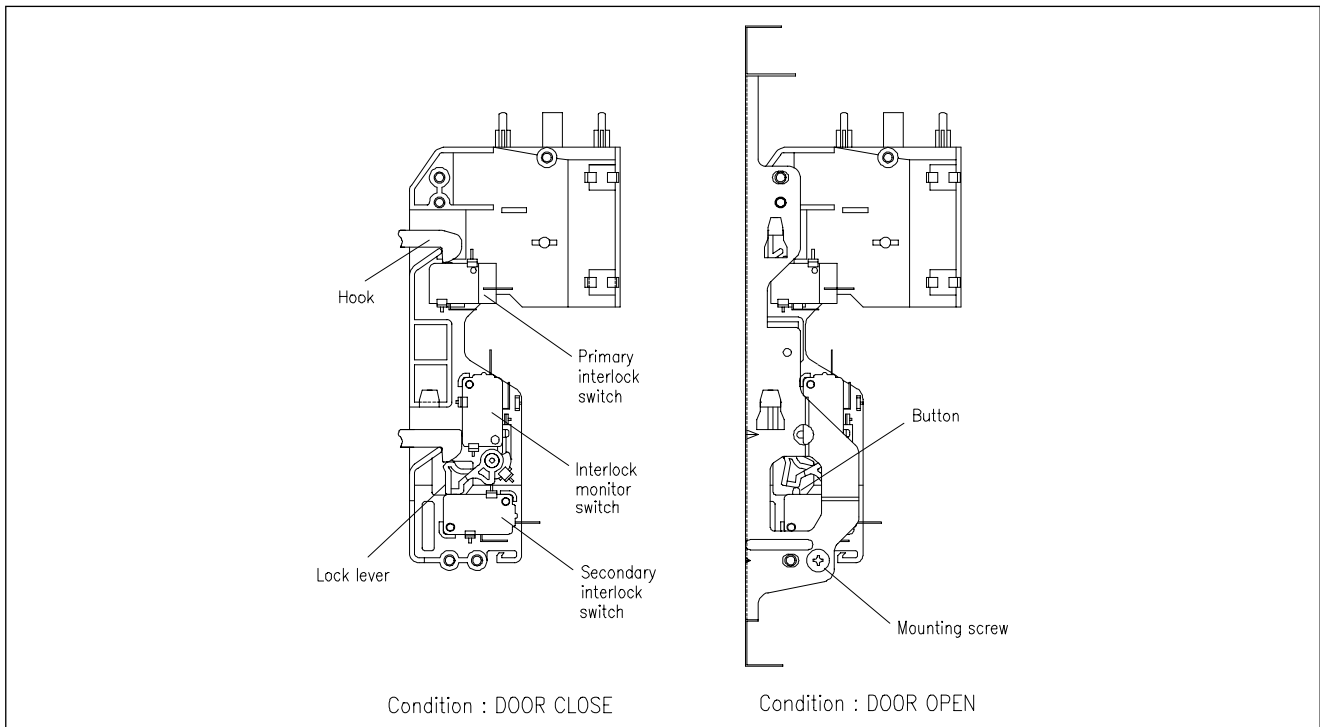 Hook
Primary
interlock
switch
Button
Interlock
monitor
switch
Lock lever
Secondary
interlock
switch
Mounting screw
Condition : DOOR CLOSE
Condition : DOOR OPEN